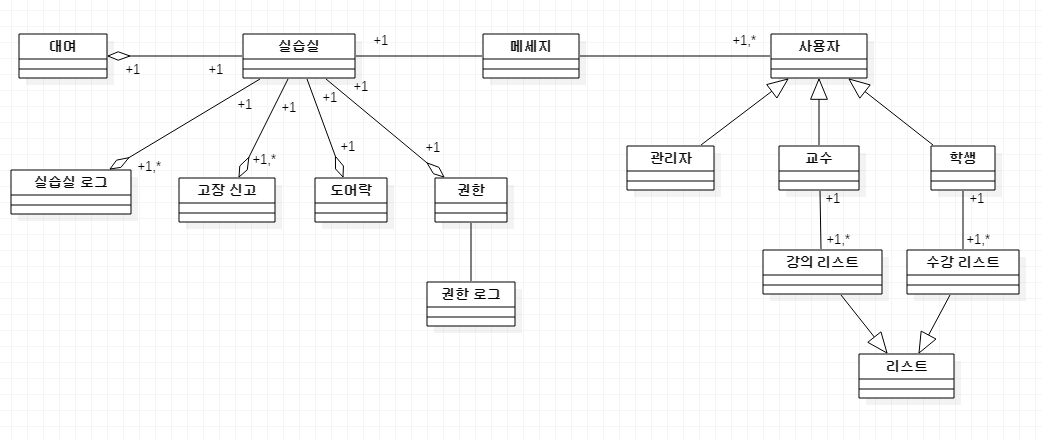 대여
실습실
메세지
사용자
+1
+1
+1
+1,*
+1
+1
+1
+1
+1,*
+1,*
+1
+1
실습실 로그
고장 신고
도어락
권한
관리자
교수
학생
+1
+1
+1,*
+1,*
강의 리스트
수강 리스트
권한 로그
리스트